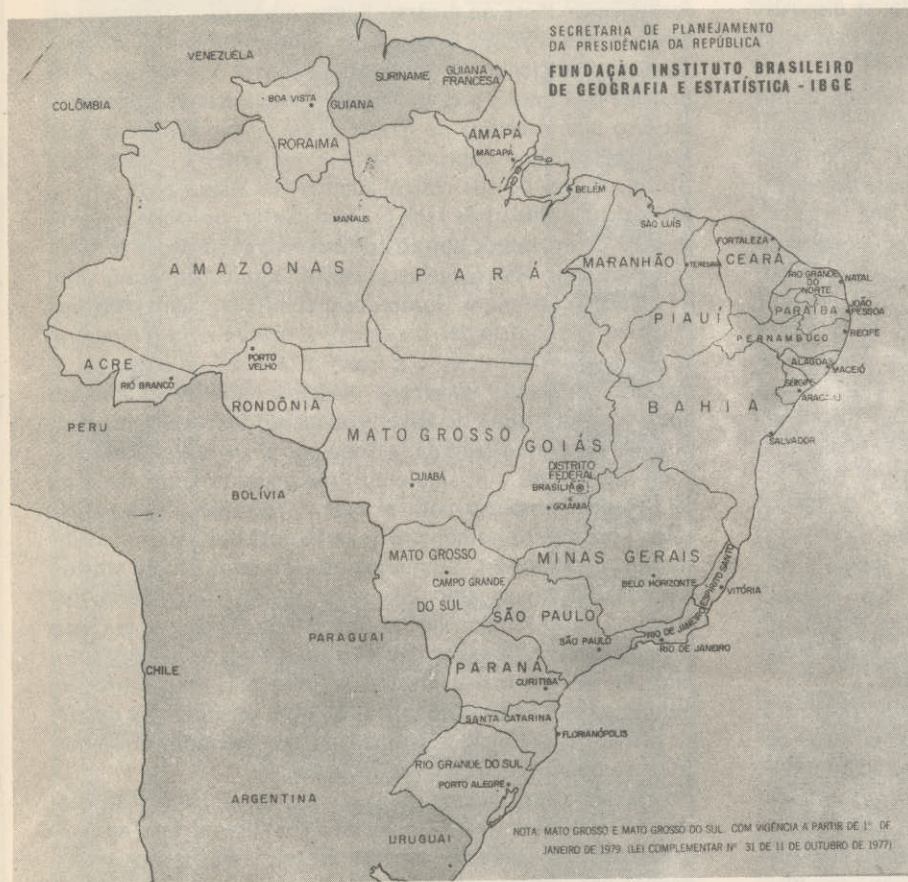 SECRETARIA DE PLANEJAMENTO
DA PRESIDÊNCIA DA REPÚBLICA
FUNDAÇÃO INSTITUTO BRASILEIRO
DE GEOGRAFIA E ESTATÍSTICA - IBGE
VENEZUELA
SURINAME
GUIANA
FRANCESA
COLÔMBIA
BOA VISTA
GUIANA
RORAIMA
AMAPÁ
MACAPÁ
BELÉM
MANAUS
SÃO LUÍS
AMAZONAS
PARÁ
MARANHÃO
TERESINA
FORTALEZA
CEARÁ
RIO GRANDE
DO
NORTE
NATAL
PIAUÍ
PARAÍBA
JOÃO
PESSOA
PERNAMBUCO
RECIFE
ACRE
RIO BRANCO
PORTO
VELHO
RONDÔNIA
ALAGOAS
MACEIÓ
SERGIPE
ARACAJU
PERU
BAHIA
SALVADOR
MATO GROSSO
CUIABÁ
GOIÁS
DISTRITO
FEDERAL
BRASÍLIA
GOIÂNIA
BOLÍVIA
MATO GROSSO
CAMPO GRANDE
DO SUL
MINAS GERAIS
BELO HORIZONTE
ESPÍRITO SANTO
VITÓRIA
SÃO PAULO
SÃO PAULO
RIO DE JANEIRO
RIO DE JANEIRO
PARAGUAI
CHILE
PARANÁ
CURITIBA
SANTA CATARINA
FLORIANÓPOLIS
RIO GRANDE DO SUL
PORTO ALEGRE
ARGENTINA
URUGUAI
NOTA: MATO GROSSO E MATO GROSSO DO SUL. COM VIGÊNCIA A PARTIR DE 1º DE
JANEIRO DE 1979. (LEI COMPLEMENTAR Nº 31 DE 11 DE OUTUBRO DE 1977)